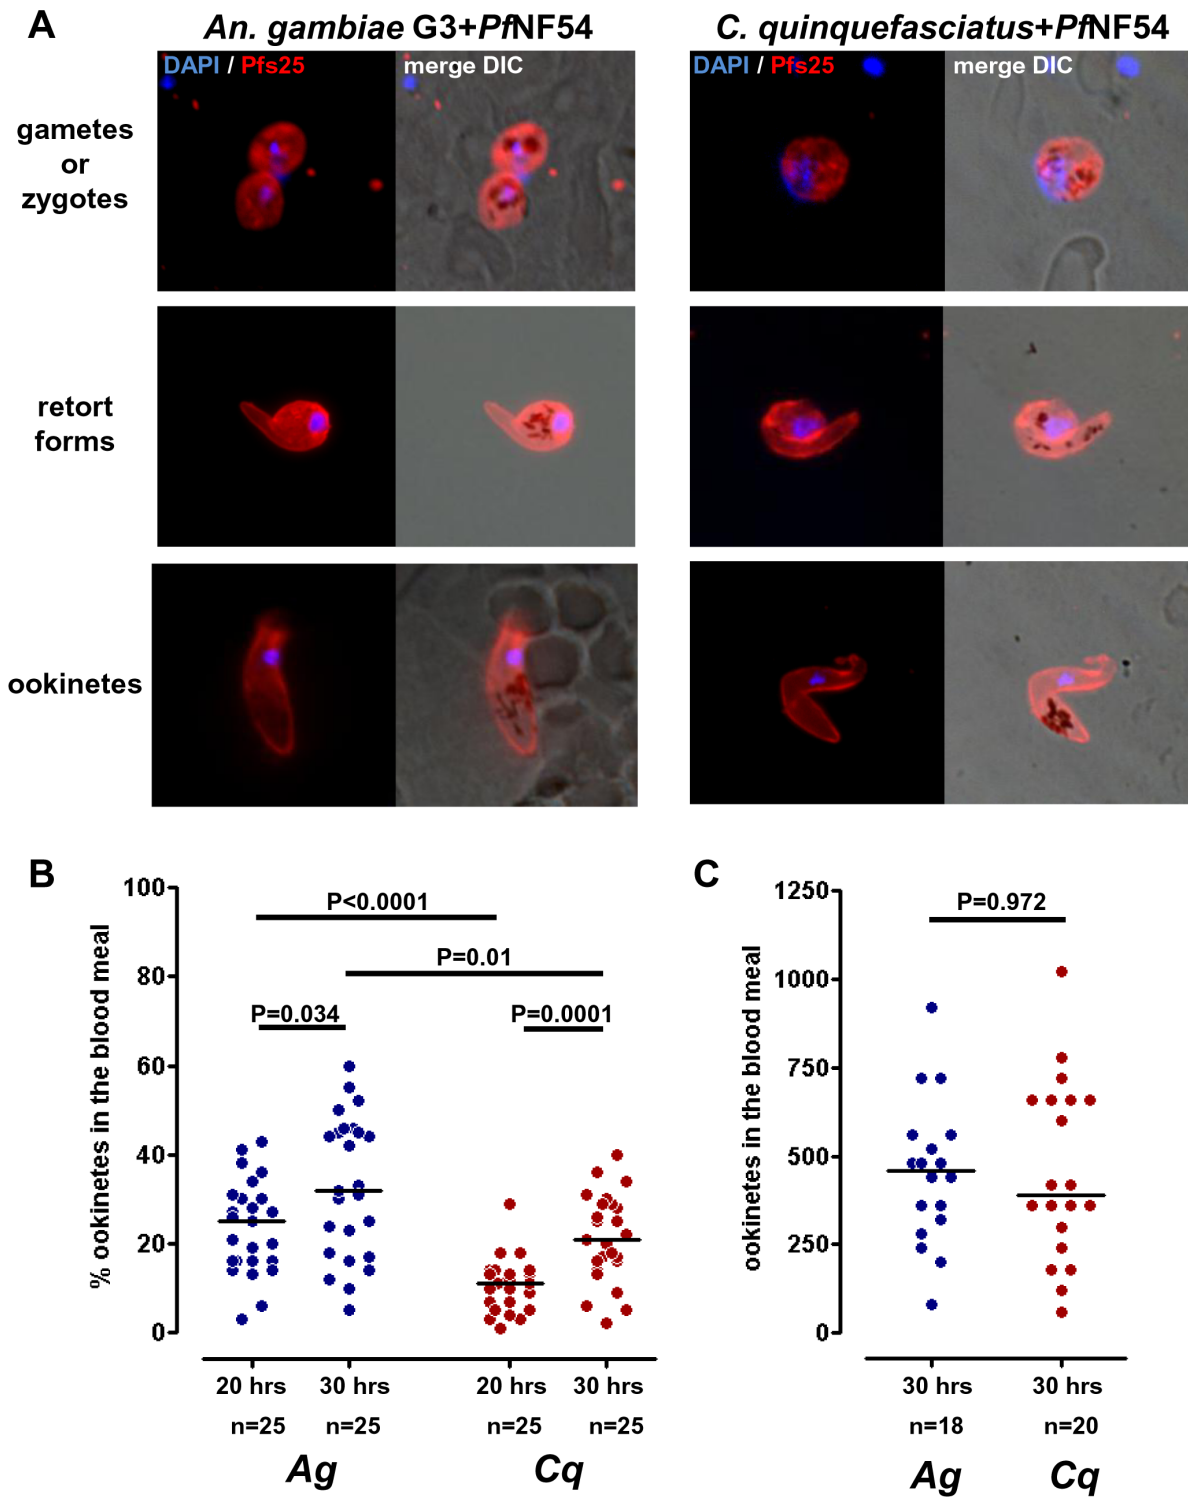 A
An. gambiae G3+PfNF54
C. quinquefasciatus+PfNF54
DAPI / Pfs25
merge DIC
DAPI / Pfs25
merge DIC
gametes
or
zygotes
retort
forms
ookinetes
B
% ookinetes in the blood meal
100
80
60
40
20
0
P<0.0001
P=0.01
P=0.034
P=0.0001
20 hrs
30 hrs
20 hrs
30 hrs
n=25
n=25
n=25
n=25
Ag
Cq
C
ookinetes in the blood meal
1250
1000
750
500
250
0
P=0.972
30 hrs
30 hrs
n=18
n=20
Ag
Cq